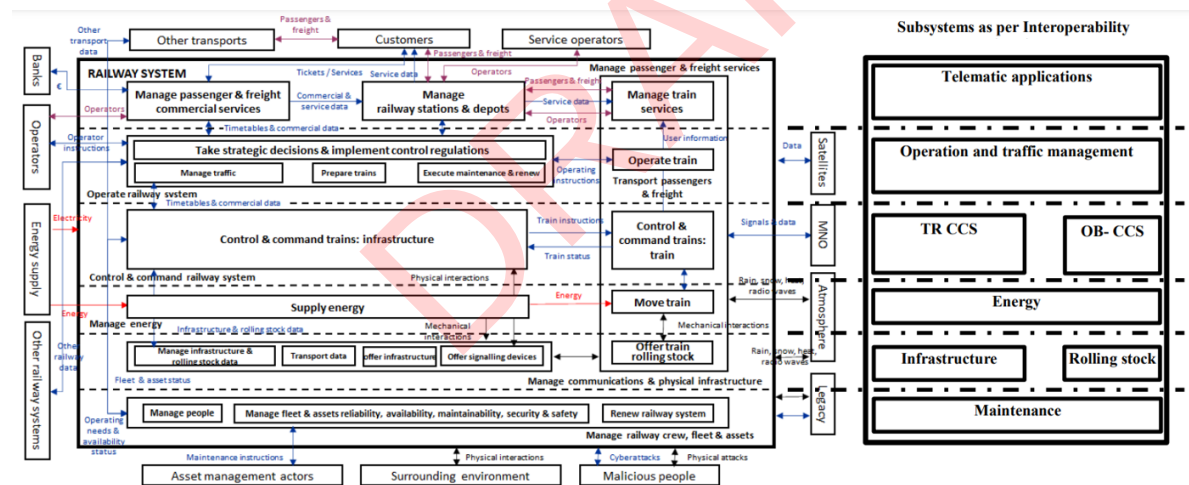 Subsystems as per Interoperability
Other transport data
Passengers & freight
Other transports
Customers
Service operators
Passengers & freight
Banks
€
RAILWAY SYSTEM
Tickets / Services
Service data
Operators
Manage passenger & freight services
Manage passenger & freight commercial services
Commercial & service data
Manage railway stations & depots
Passengers & freigh
Service data
Operators
Manage train services
Telematic applications
Operators
Operators
Operator instructions
Timetables & commercial data
User information
Take strategic decisions & implement control regulations
Manage traffic
Prepare trains
Execute maintenance & renew
Operate railway system
Operating instructions
Operate train
Transport passengers & freight
Data
Satellites
Operation and traffic management
Timetables & commercial data
Electricity
Energy supply
Control & command trains: infrastructure
Train instructions
Train status
Control & command trains: train
Signals & data
MNO
TR CCS
OB- CCS
Control & command railway system
Physical interactions
Energy
Supply energy
Energy
Move train
Rain, snow, heat, radio waves
Atmosphere
Energy
Manage energy
Infrastructure & rolling stock data
Mechanical interactions
Mechanical interactions
Other railway data
Other railway systems
Manage infrastructure & rolling stock data
Transport data
offer infrastructure
Offer signalling devices
Offer train rolling stock
Rain, snow, heat, radio waves
Infrastructure
Rolling stock
Fleet & asset status
Manage communications & physical infrastructure
Legacy
Manage people
Manage fleet & assets reliability, availability, maintainability, security & safety
Renew railway system
Maintenance
Operating needs & availability status
Manage railway crew, fleet & assets
Maintenance instructions
Physical interactions
Cyberattacks
Physical attacks
Asset management actors
Surrounding environment
Malicious people
DRA